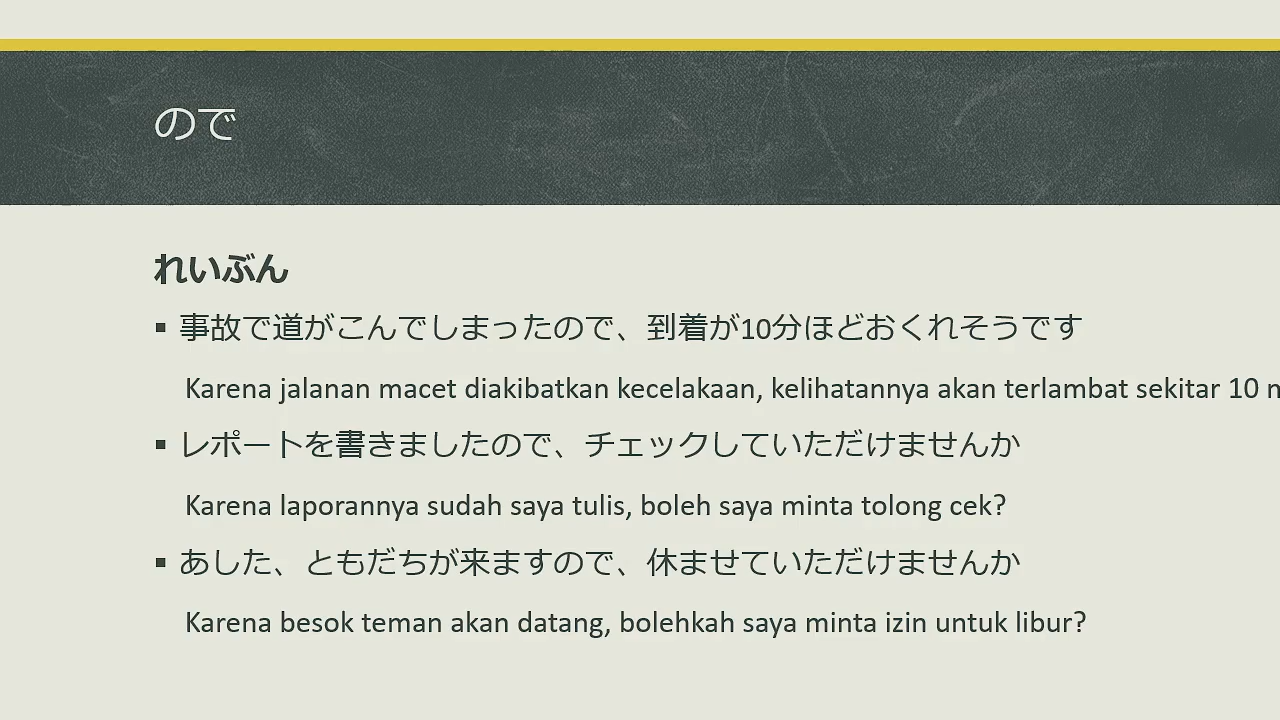 ので
れいぶん
▪ 事故で道がこんでしまったので、到着が10分ほどおくれそうです
Karena jalanan macet diakibatkan kecelakaan, kelihatannya akan terlambat sekitar 10
▪ レポートを書きましたので、チェックしていただけませんか
Karena laporannya sudah saya tulis, boleh saya minta tolong cek?
▪ あした、ともだちが来ますので、休ませていただけませんか
Karena besok teman akan datang, bolehkah saya minta izin untuk libur?